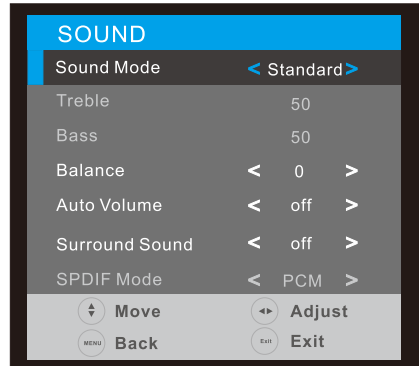 SOUND
Sound Mode < Standard >
Treble 50
Bass 50
Balance < 0 >
Auto Volume < off >
Surround Sound < off >
SPDIF Mode < PCM >
Move Adjust
MENU Back Exit Exit